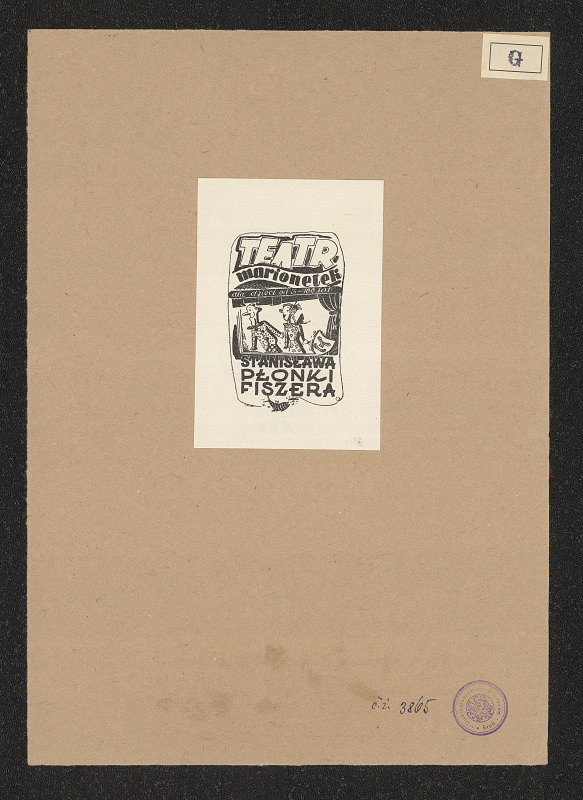 G
TEATR
marionetek
dla dzieci od 5-100 lat
STANISŁAWA
PŁONKI
FISZERA
č.i. 3865